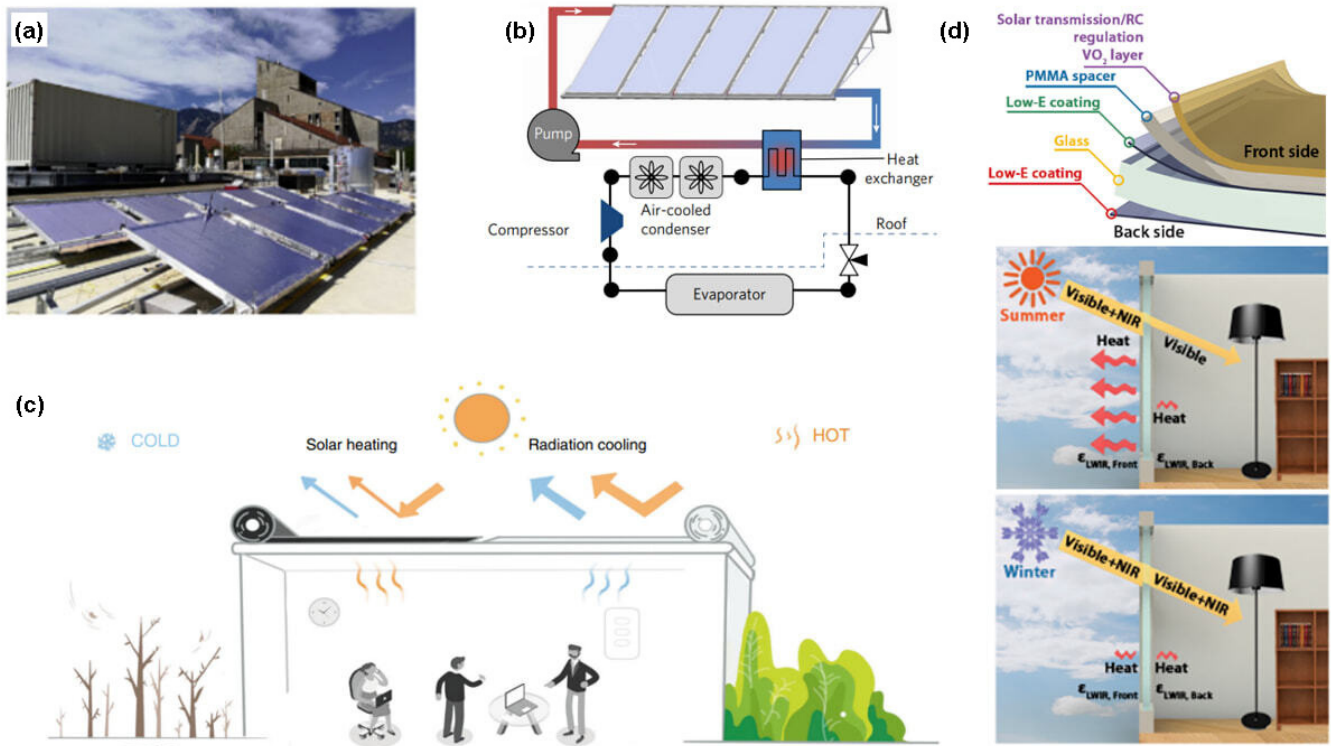 (a)
(b)
Pump
Heat
exchanger
Air-cooled
condenser
Compressor
Roof
Evaporator
(c)
COLD
Solar heating
Radiation cooling
HOT
(d)
Solar transmission/RC
regulation
VO₂ layer
PMMA spacer
Low-E coating
Glass
Front side
Low-E coating
Back side
Summer
Visible+NIR
Visible
Heat
Heat
εLWIR, Front
εLWIR, Back
Winter
Visible+NIR
Visible+NIR
Heat
Heat
εLWIR, Front
εLWIR, Back